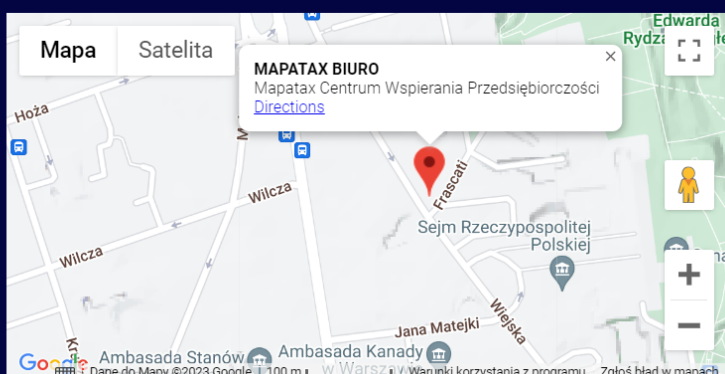 Mapa
Satelita
Edwarda
MAPATAX BIURO
Mapatax Centrum Wspierania Przedsiębiorczości
Directions
Hoża
Wilcza
Wilcza
Frascati
Sejm Rzeczypospolitej
Polskiej
Wiejska
Jana Matejki
Ambasada Stanów
Ambasada Kanady
w Warszawie
Google
Dane do Mapy ©2023 Google
100 m
Warunki korzystania z programu
Zgłoś błąd w mapach